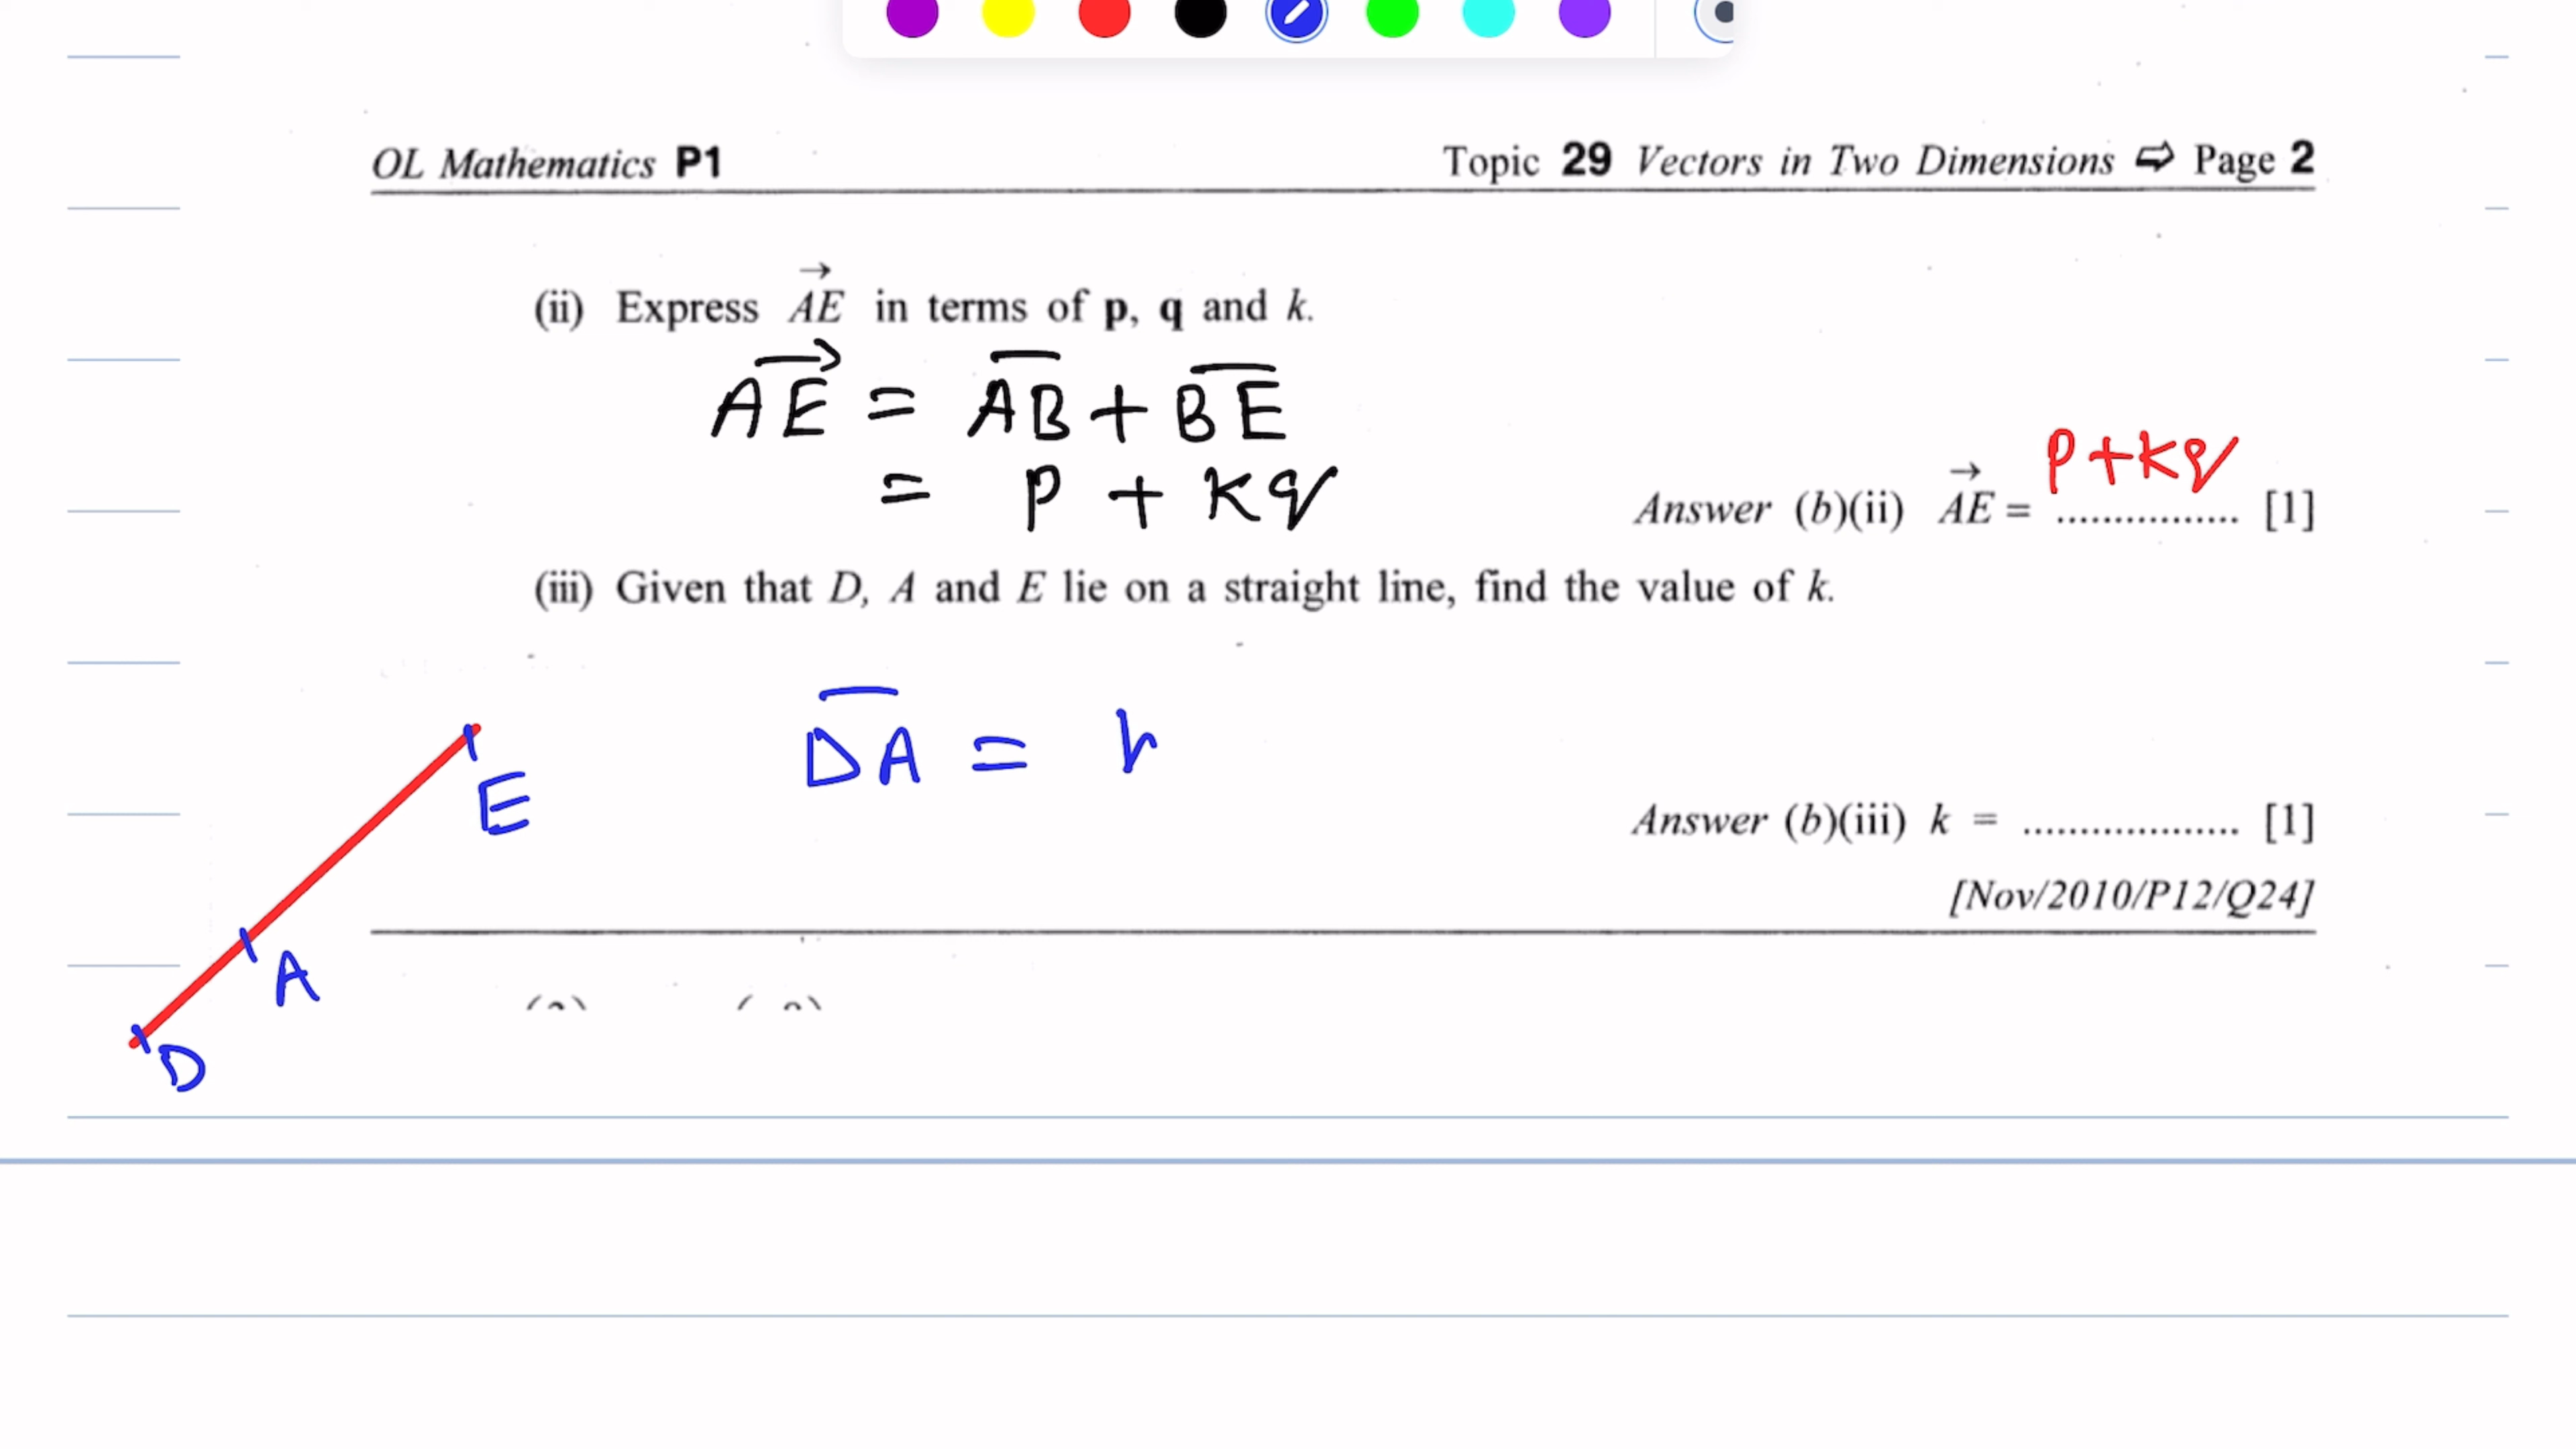 OL Mathematics P1 Topic 29 Vectors in Two Dimensions ⇨ Page 2
(ii) Express →AE in terms of p, q and k.
→AE = AB + BE
= p + kq
p+kq
Answer (b)(ii) →AE = ................ [1]
(iii) Given that D, A and E lie on a straight line, find the value of k.
DA = h
E
Answer (b)(iii) k = ................... [1]
[Nov/2010/P12/Q24]
A
D